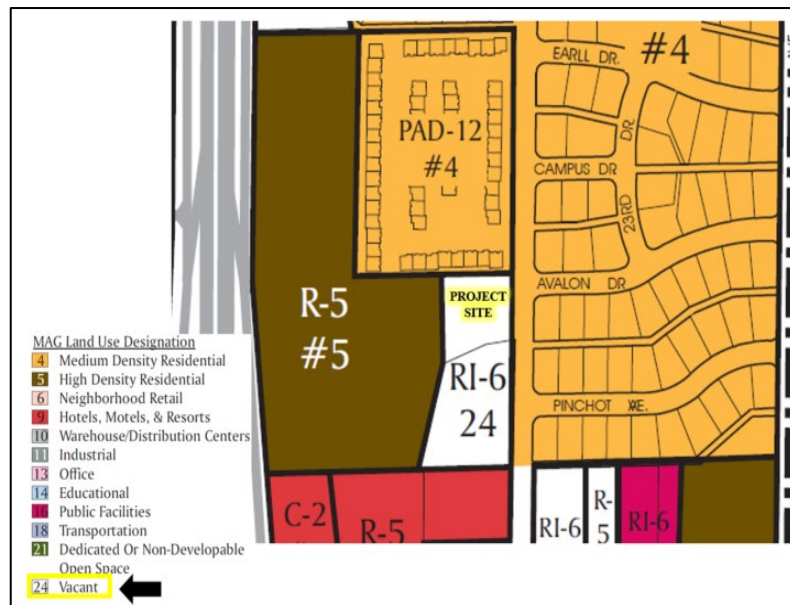 #4
EARLL DR.
PAD-12
#4
DR.
CAMPUS DR
23RD
AVALON DR
PROJECT
SITE
R-5
#5
RI-6
24
PINCHOT AVE.
C-2
R-5
RI-6
R-
5
RI-6
MAG Land Use Designation
4 Medium Density Residential
5 High Density Residential
6 Neighborhood Retail
9 Hotels, Motels, & Resorts
10 Warehouse/Distribution Centers
11 Industrial
13 Office
14 Educational
16 Public Facilities
18 Transportation
21 Dedicated Or Non-Developable
Open Space
24 Vacant